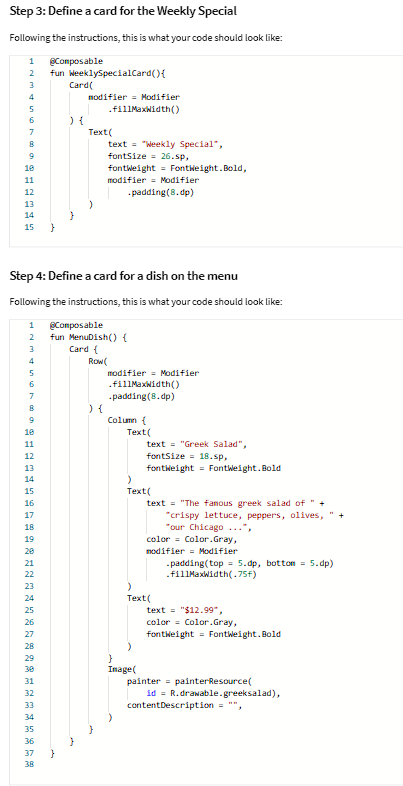 Step 3: Define a card for the Weekly Special
Following the instructions, this is what your code should look like:
1 @Composable
2 fun WeeklySpecialCard(){
3     Card(
4         modifier = Modifier
5             .fillMaxWidth()
6     ) {
7         Text(
8             text = "Weekly Special",
9             fontSize = 26.sp,
10             fontWeight = FontWeight.Bold,
11             modifier = Modifier
12                 .padding(8.dp)
13         )
14     }
15 }
Step 4: Define a card for a dish on the menu
Following the instructions, this is what your code should look like:
1 @Composable
2 fun MenuDish() {
3     Card {
4         Row(
5             modifier = Modifier
6             .fillMaxWidth()
7             .padding(8.dp)
8         ) {
9             Column {
10                 Text(
11                     text = "Greek Salad",
12                     fontSize = 18.sp,
13                     fontWeight = FontWeight.Bold
14                 )
15                 Text(
16                     text = "The famous greek salad of " +
17                         "crispy lettuce, peppers, olives, " +
18                         "our Chicago ...",
19                     color = Color.Gray,
20                     modifier = Modifier
21                         .padding(top = 5.dp, bottom = 5.dp)
22                         .fillMaxWidth(.75f)
23                 )
24                 Text(
25                     text = "$12.99",
26                     color = Color.Gray,
27                     fontWeight = FontWeight.Bold
28                 )
29             }
30             Image(
31                 painter = painterResource(
32                     id = R.drawable.greeksalad),
33                 contentDescription = "",
34             )
35         }
36     }
37 }
38